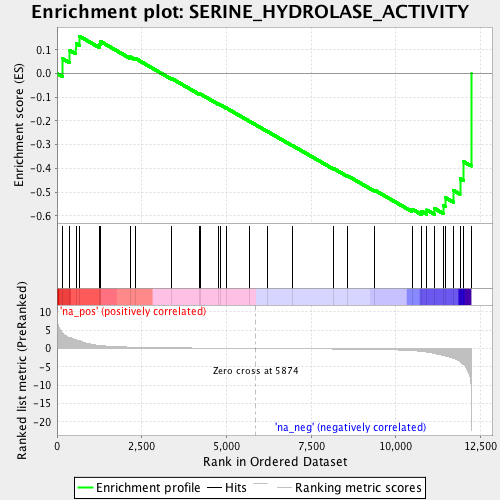 Enrichment plot: SERINE_HYDROLASE_ACTIVITY
Enrichment score (ES)
0.1
0.0
-0.1
-0.2
-0.3
-0.4
-0.5
-0.6
'na_pos' (positively correlated)
Ranked list metric (PreRanked)
10
5
0
-5
-10
-15
-20
Zero cross at 5874
'na_neg' (negatively correlated)
0
2,500
5,000
7,500
10,000
12,500
Rank in Ordered Dataset
Enrichment profile
Hits
Ranking metric scores